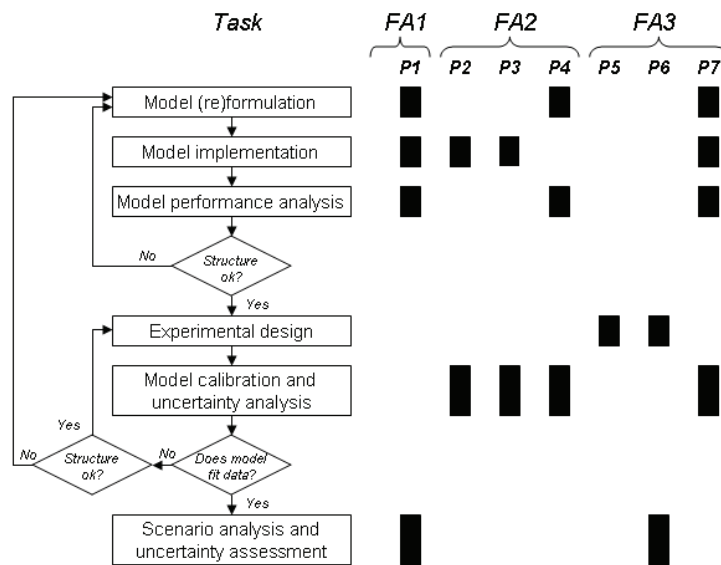 Task FA1 FA2 FA3
P1 P2 P3 P4 P5 P6 P7
Model (re)formulation
Model implementation
Model performance analysis
No
Structure
ok?
Yes
Experimental design
Model calibration and
uncertainty analysis
Yes
No
Structure
ok?
No
Does model
fit data?
Yes
Scenario analysis and
uncertainty assessment